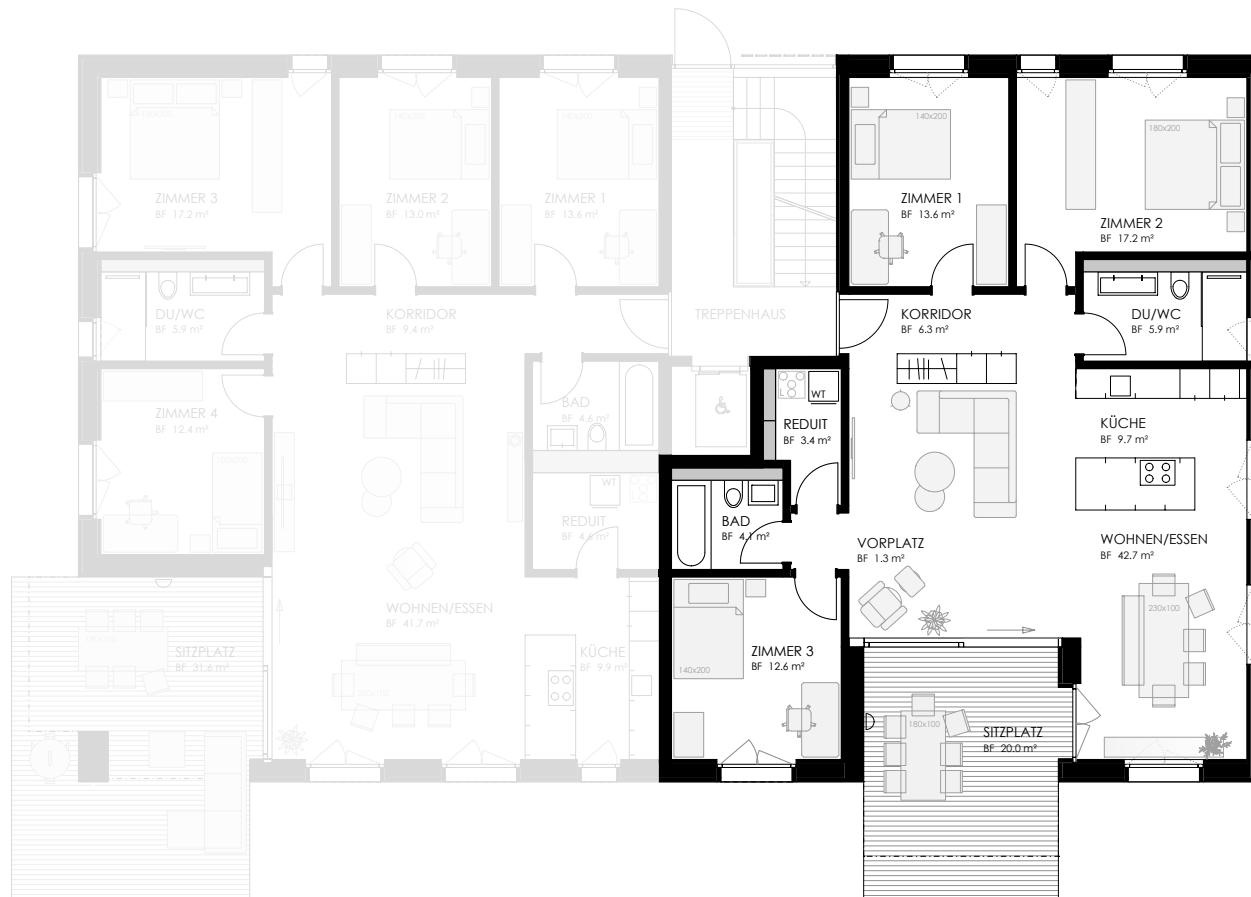 ZIMMER 3
BF 17.2 m²
140x200
ZIMMER 2
BF 13.0 m²
140x200
ZIMMER 1
BF 13.6 m²
DU/WC
BF 5.9 m²
KORRIDOR
BF 9.4 m²
TREPPENHAUS
ZIMMER 4
BF 12.4 m²
BAD
BF 4.6 m²
WT
REDUIT
BF 4.6 m²
WOHNEN/ESSEN
BF 41.7 m²
KÜCHE
BF 9.9 m²
SITZPLATZ
BF 31.6 m²
140x200
ZIMMER 1
BF 13.6 m²
180x200
ZIMMER 2
BF 17.2 m²
KORRIDOR
BF 6.3 m²
DU/WC
BF 5.9 m²
WT
REDUIT
BF 3.4 m²
KÜCHE
BF 9.7 m²
BAD
BF 4.1 m²
VORPLATZ
BF 1.3 m²
WOHNEN/ESSEN
BF 42.7 m²
230x100
140x200
ZIMMER 3
BF 12.6 m²
180x100
SITZPLATZ
BF 20.0 m²